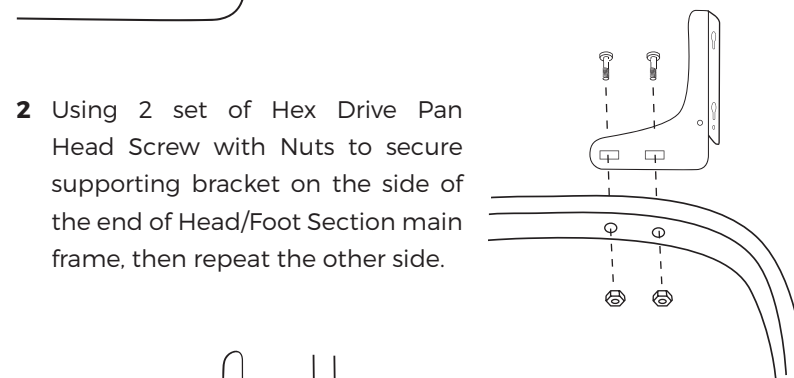 2 Using 2 set of Hex Drive Pan
Head Screw with Nuts to secure
supporting bracket on the side of
the end of Head/Foot Section main
frame, then repeat the other side.